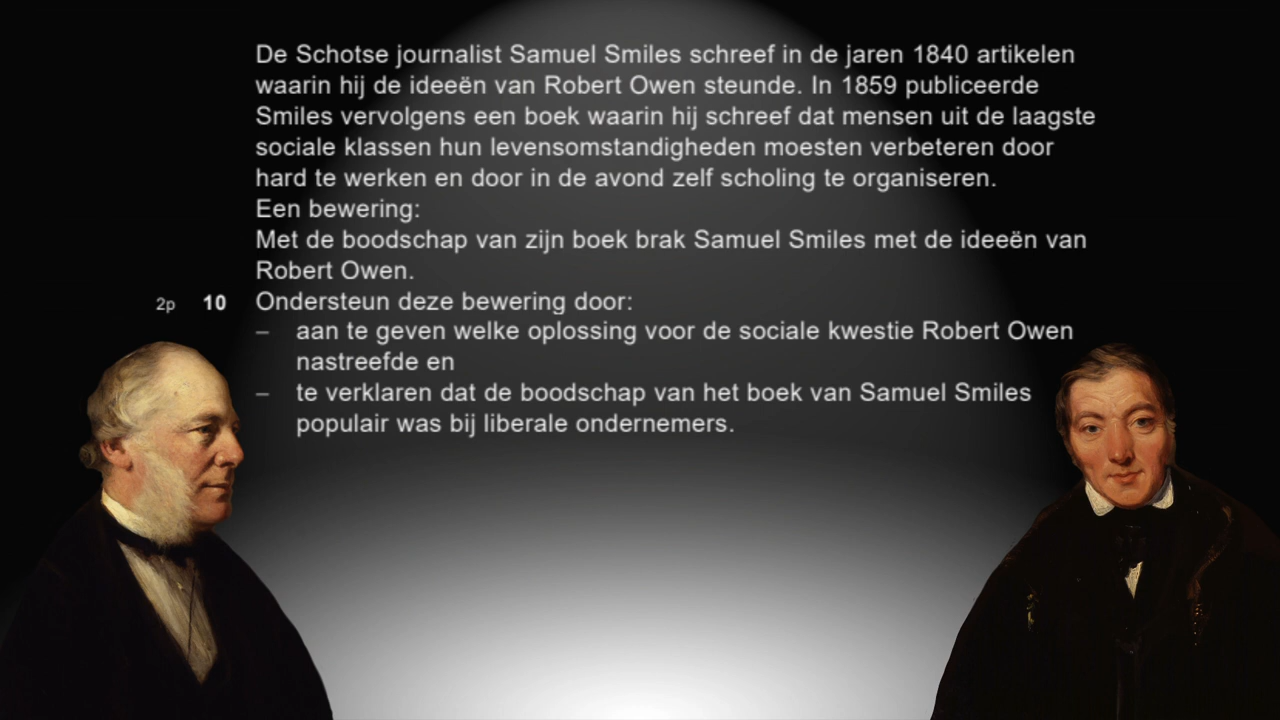 De Schotse journalist Samuel Smiles schreef in de jaren 1840 artikelen
waarin hij de ideeën van Robert Owen steunde. In 1859 publiceerde
Smiles vervolgens een boek waarin hij schreef dat mensen uit de laagste
sociale klassen hun levensomstandigheden moesten verbeteren door
hard te werken en door in de avond zelf scholing te organiseren.
Een bewering:
Met de boodschap van zijn boek brak Samuel Smiles met de ideeën van
Robert Owen.
2p 10 Ondersteun deze bewering door:
– aan te geven welke oplossing voor de sociale kwestie Robert Owen
nastreefde en
– te verklaren dat de boodschap van het boek van Samuel Smiles
populair was bij liberale ondernemers.